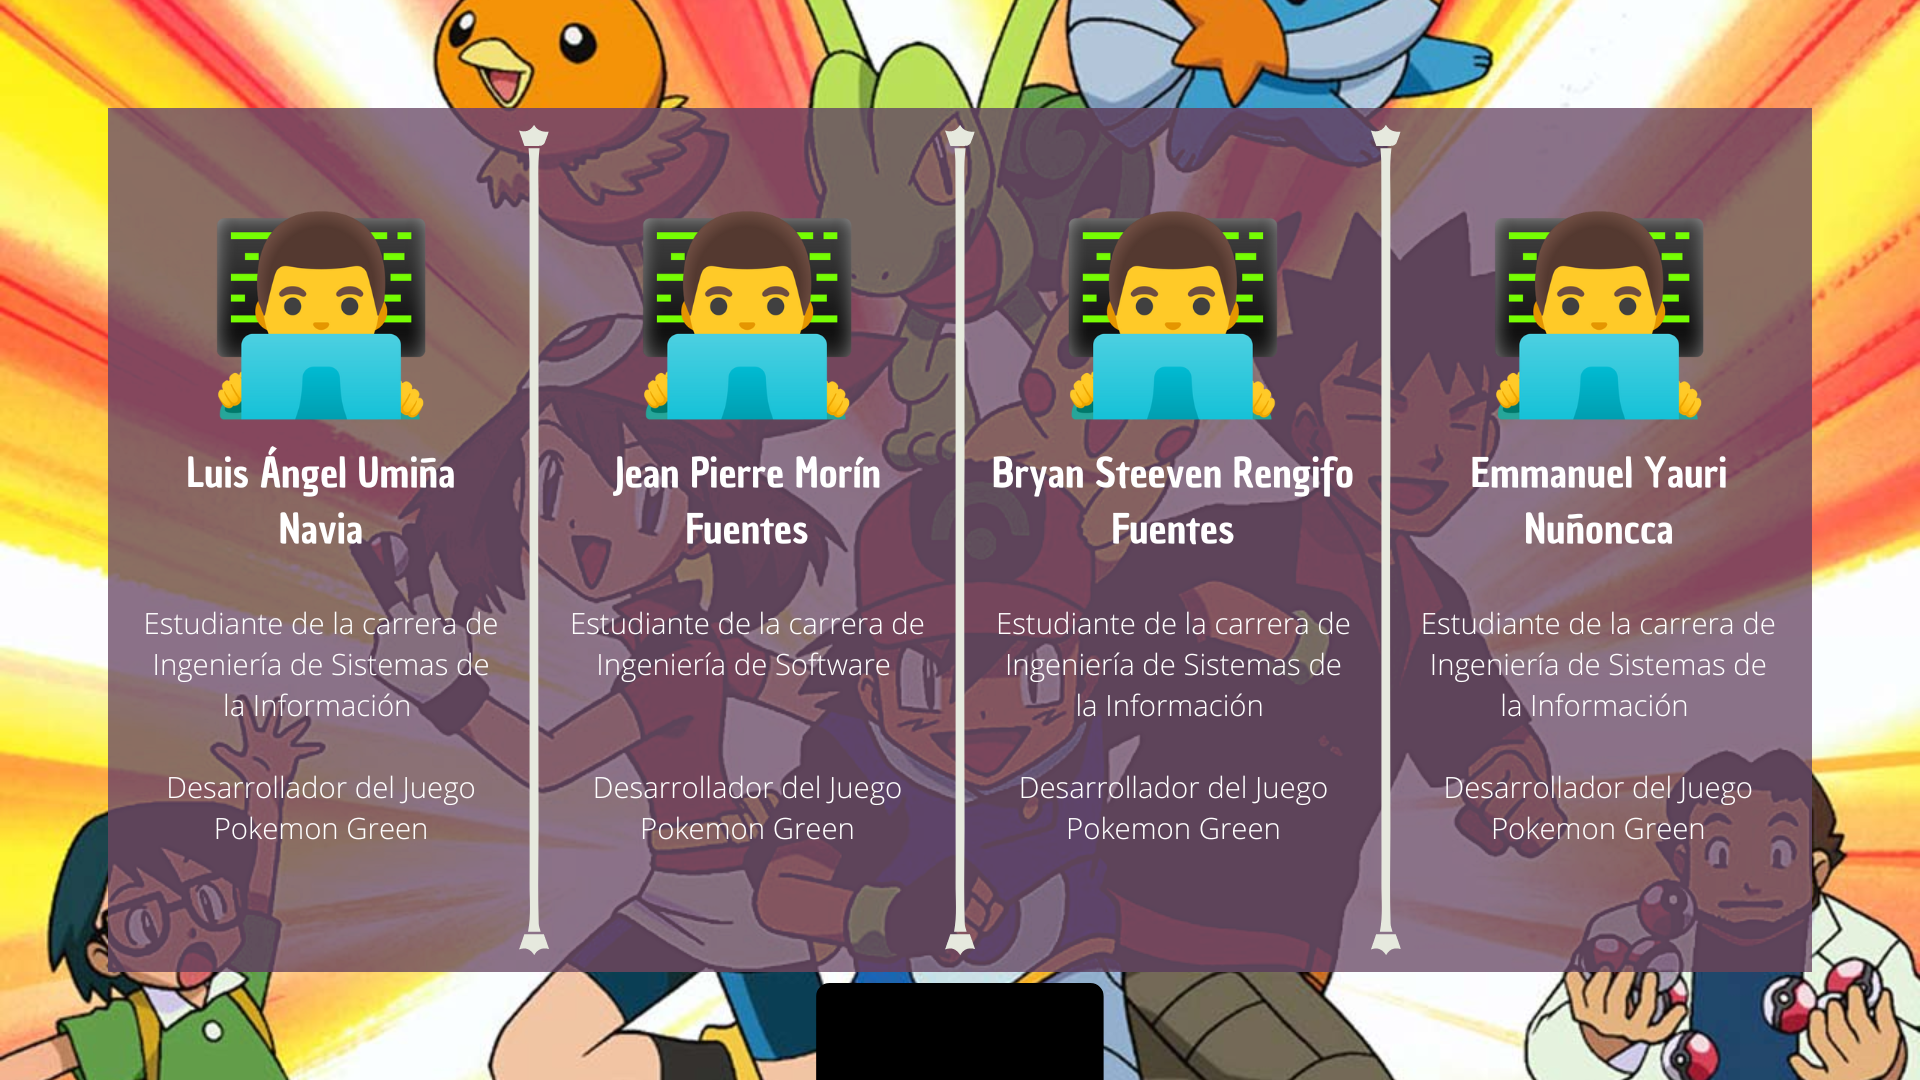 Luis Ángel Umiña
Navia
Estudiante de la carrera de
Ingeniería de Sistemas de
la Información
Desarrollador del Juego
Pokemon Green
Jean Pierre Morín
Fuentes
Estudiante de la carrera de
Ingeniería de Software
Desarrollador del Juego
Pokemon Green
Bryan Steeven Rengifo
Fuentes
Estudiante de la carrera de
Ingeniería de Sistemas de
la Información
Desarrollador del Juego
Pokemon Green
Emmanuel Yauri
Nuñoncca
Estudiante de la carrera de
Ingeniería de Sistemas de
la Información
Desarrollador del Juego
Pokemon Green